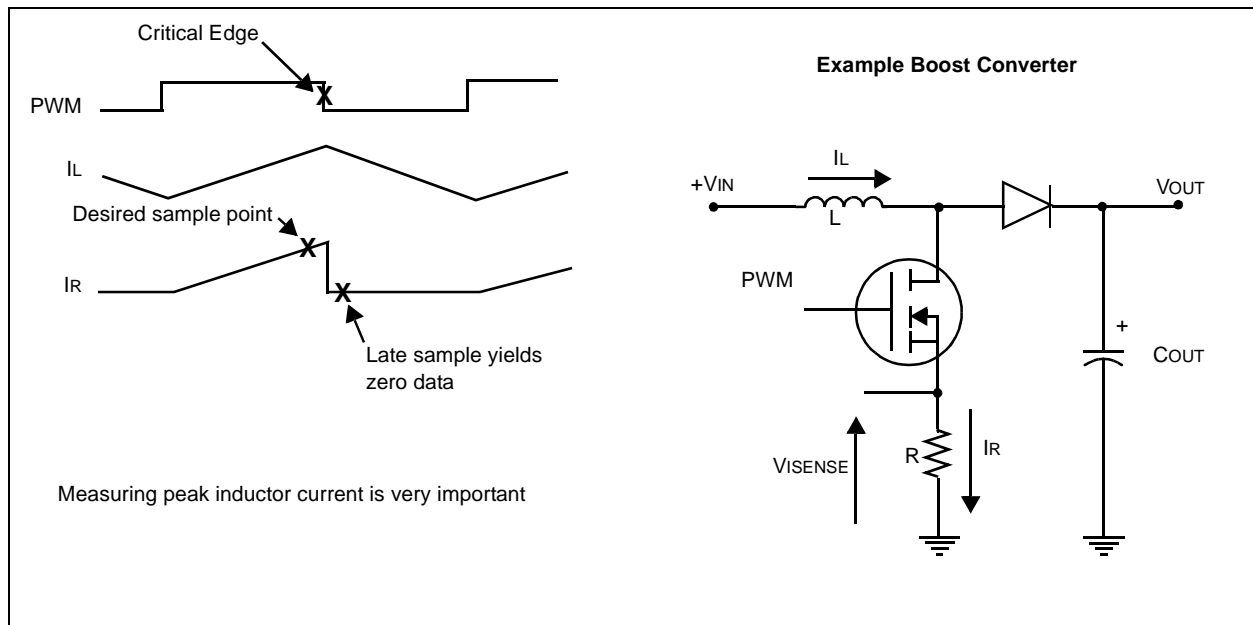 Critical Edge
PWM
IL
Desired sample point
IR
Late sample yields
zero data
Measuring peak inductor current is very important
Example Boost Converter
IL
+VIN
L
VOUT
PWM
+
COUT
VISENSE
R
IR